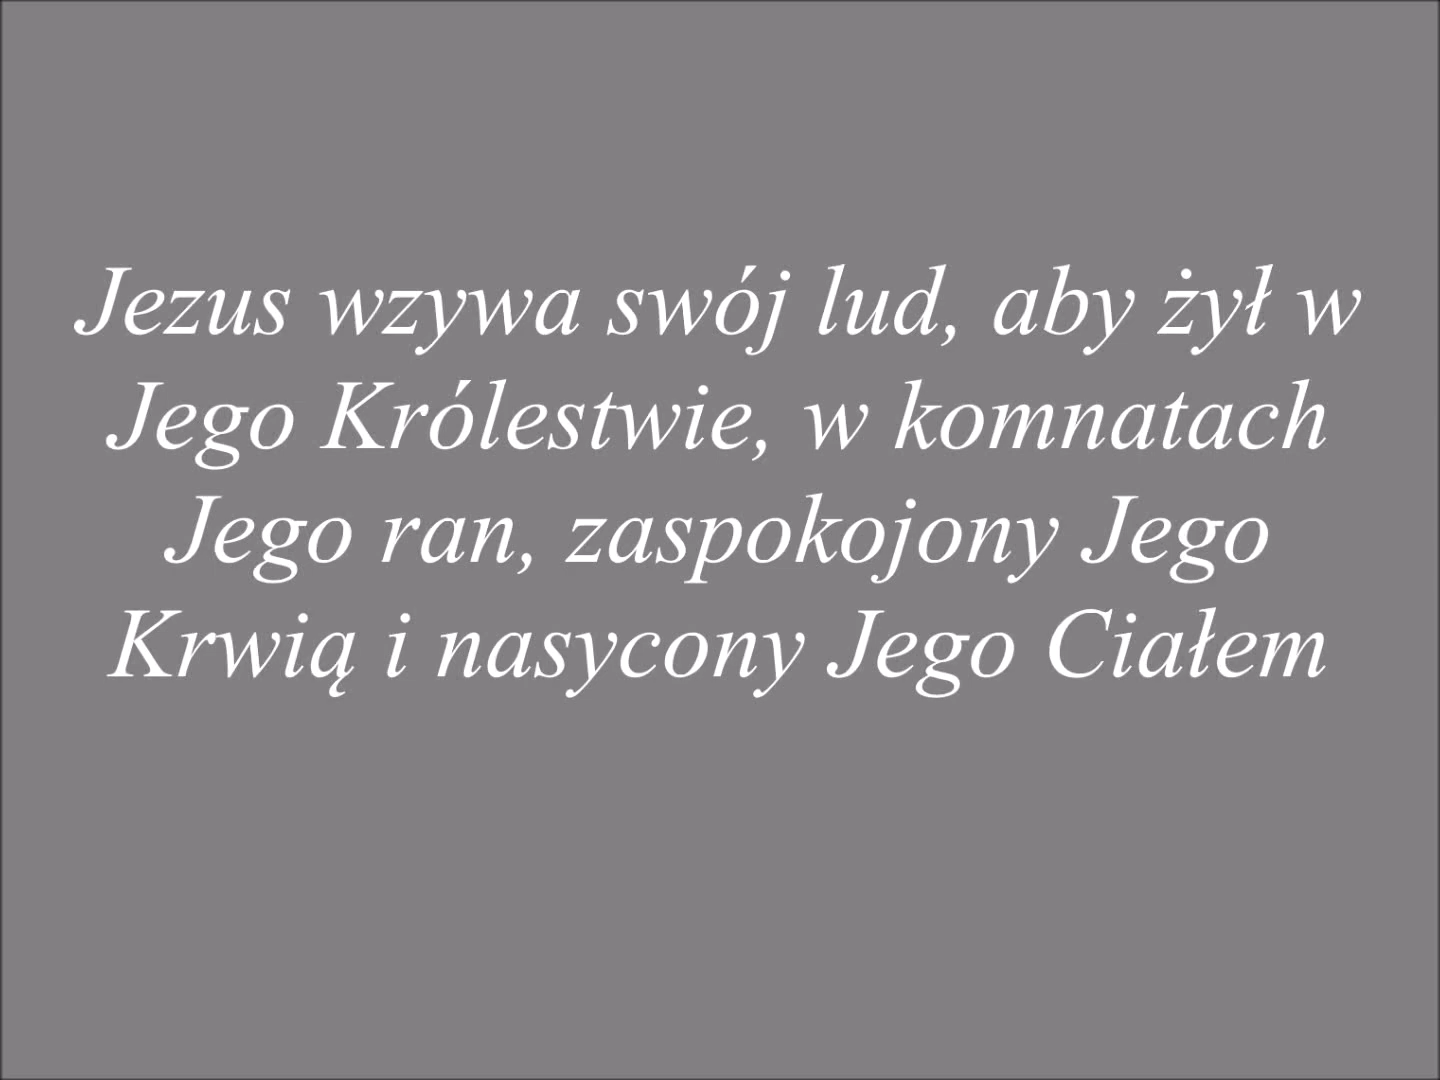 Jezus wzywa swój lud, aby żył w
Jego Królestwie, w komnatach
Jego ran, zaspokojony Jego
Krwią i nasycony Jego Ciałem